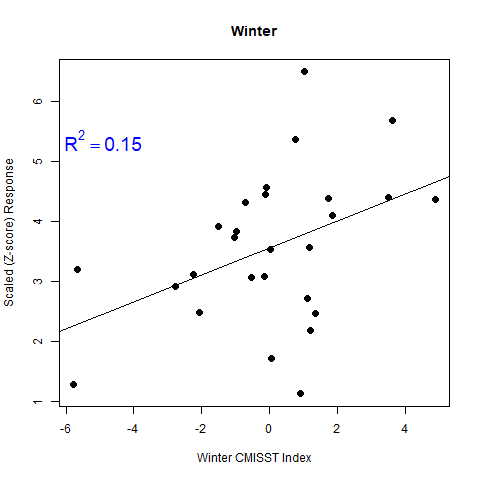 Winter
R² = 0.15
Scaled (Z-score) Response
6
5
4
3
2
1
-6 -4 -2 0 2 4
Winter CMISST Index